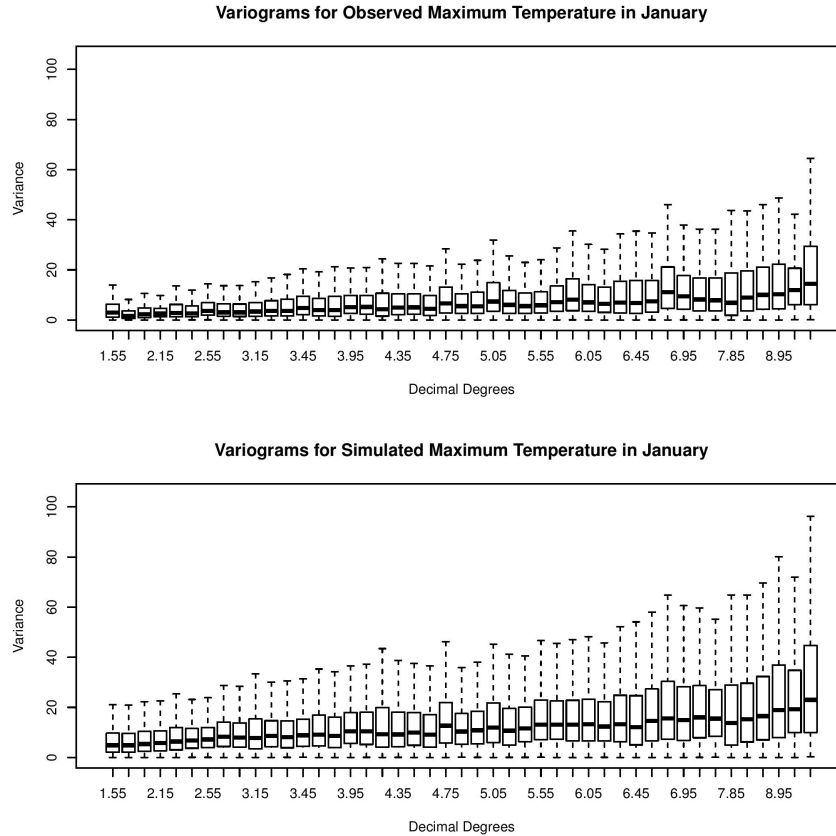 Variograms for Observed Maximum Temperature in January
100
80
60
40
20
0
Variance
1.55 2.15 2.55 3.15 3.45 3.95 4.35 4.75 5.05 5.55 6.05 6.45 6.95 7.85 8.95
Decimal Degrees
Variograms for Simulated Maximum Temperature in January
100
80
60
40
20
0
Variance
1.55 2.15 2.55 3.15 3.45 3.95 4.35 4.75 5.05 5.55 6.05 6.45 6.95 7.85 8.95
Decimal Degrees